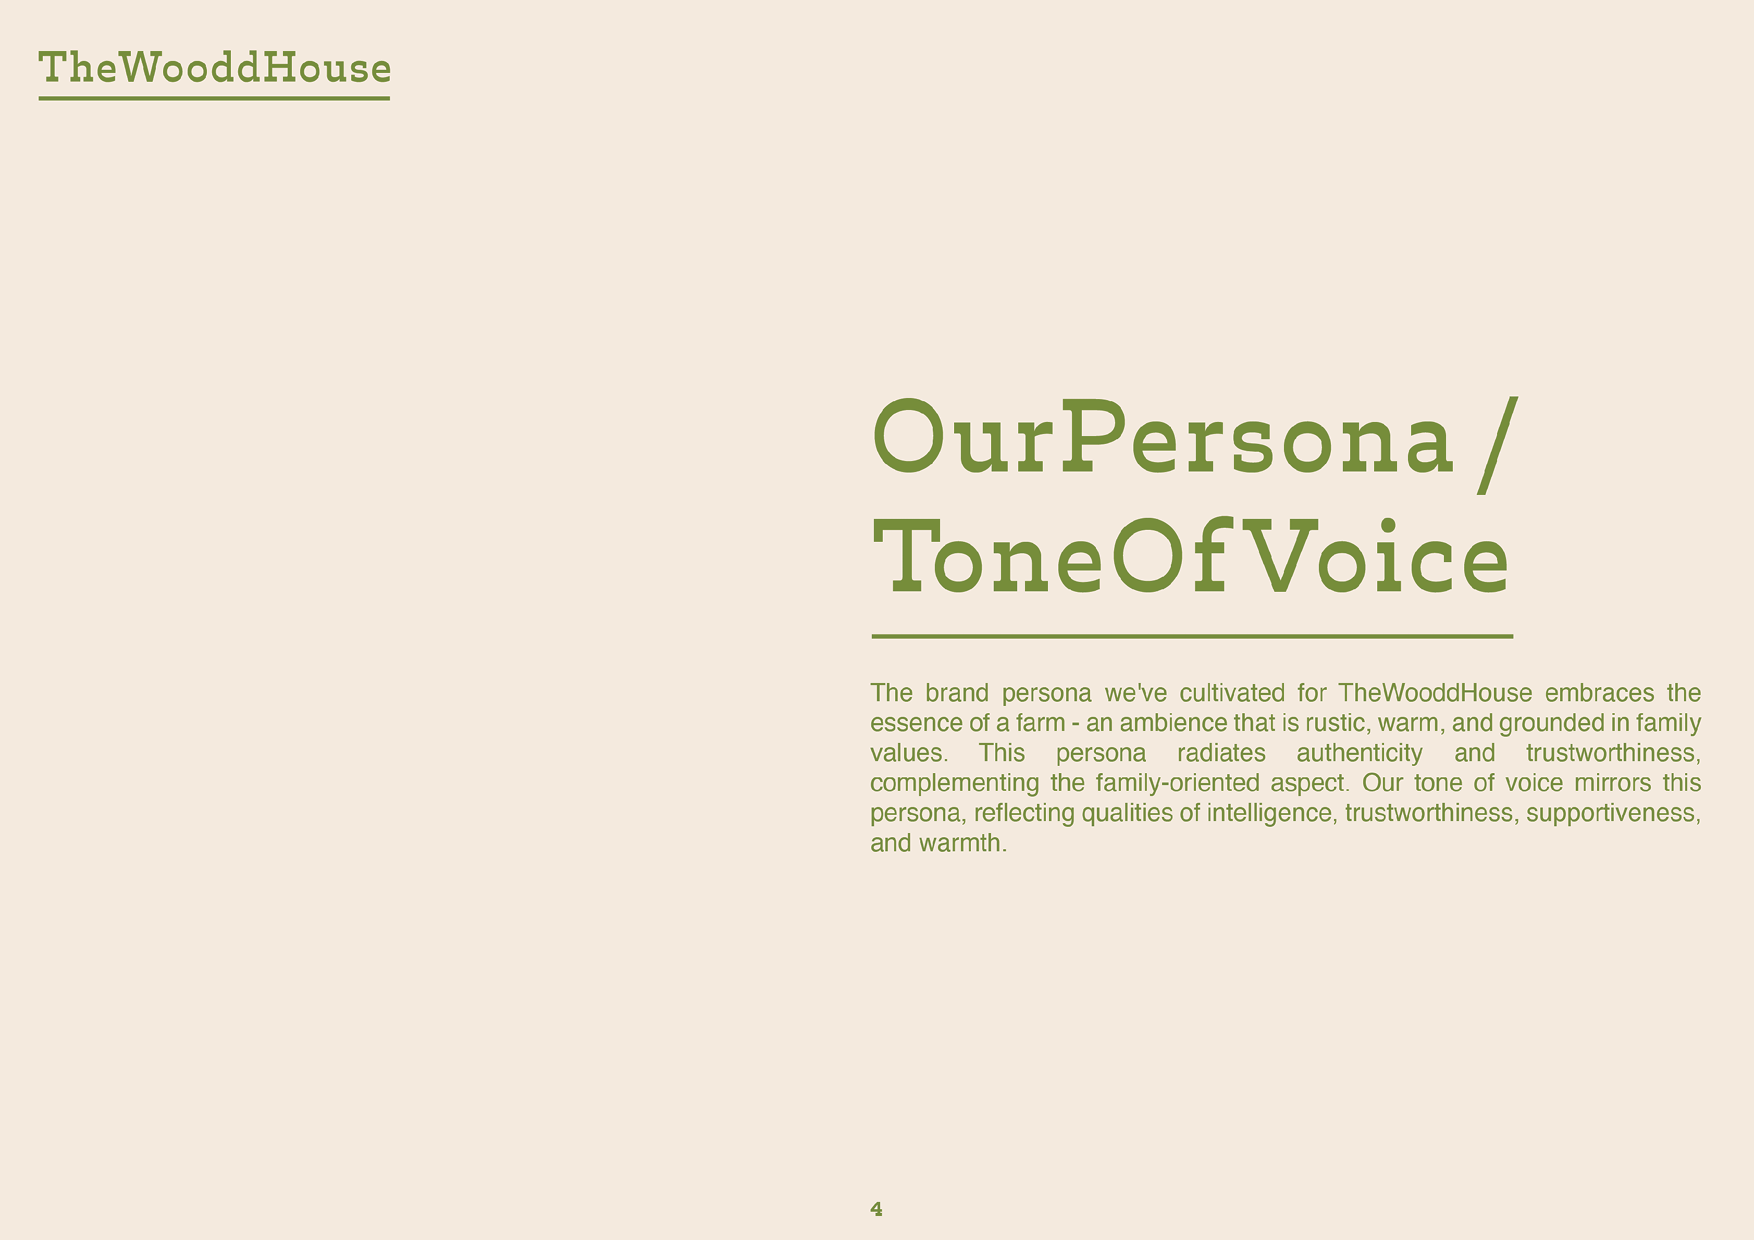 TheWooddHouse
OurPersona /
ToneOfVoice
The brand persona we've cultivated for TheWooddHouse embraces the
essence of a farm - an ambience that is rustic, warm, and grounded in family
values. This persona radiates authenticity and trustworthiness,
complementing the family-oriented aspect. Our tone of voice mirrors this
persona, reflecting qualities of intelligence, trustworthiness, supportiveness,
and warmth.
4